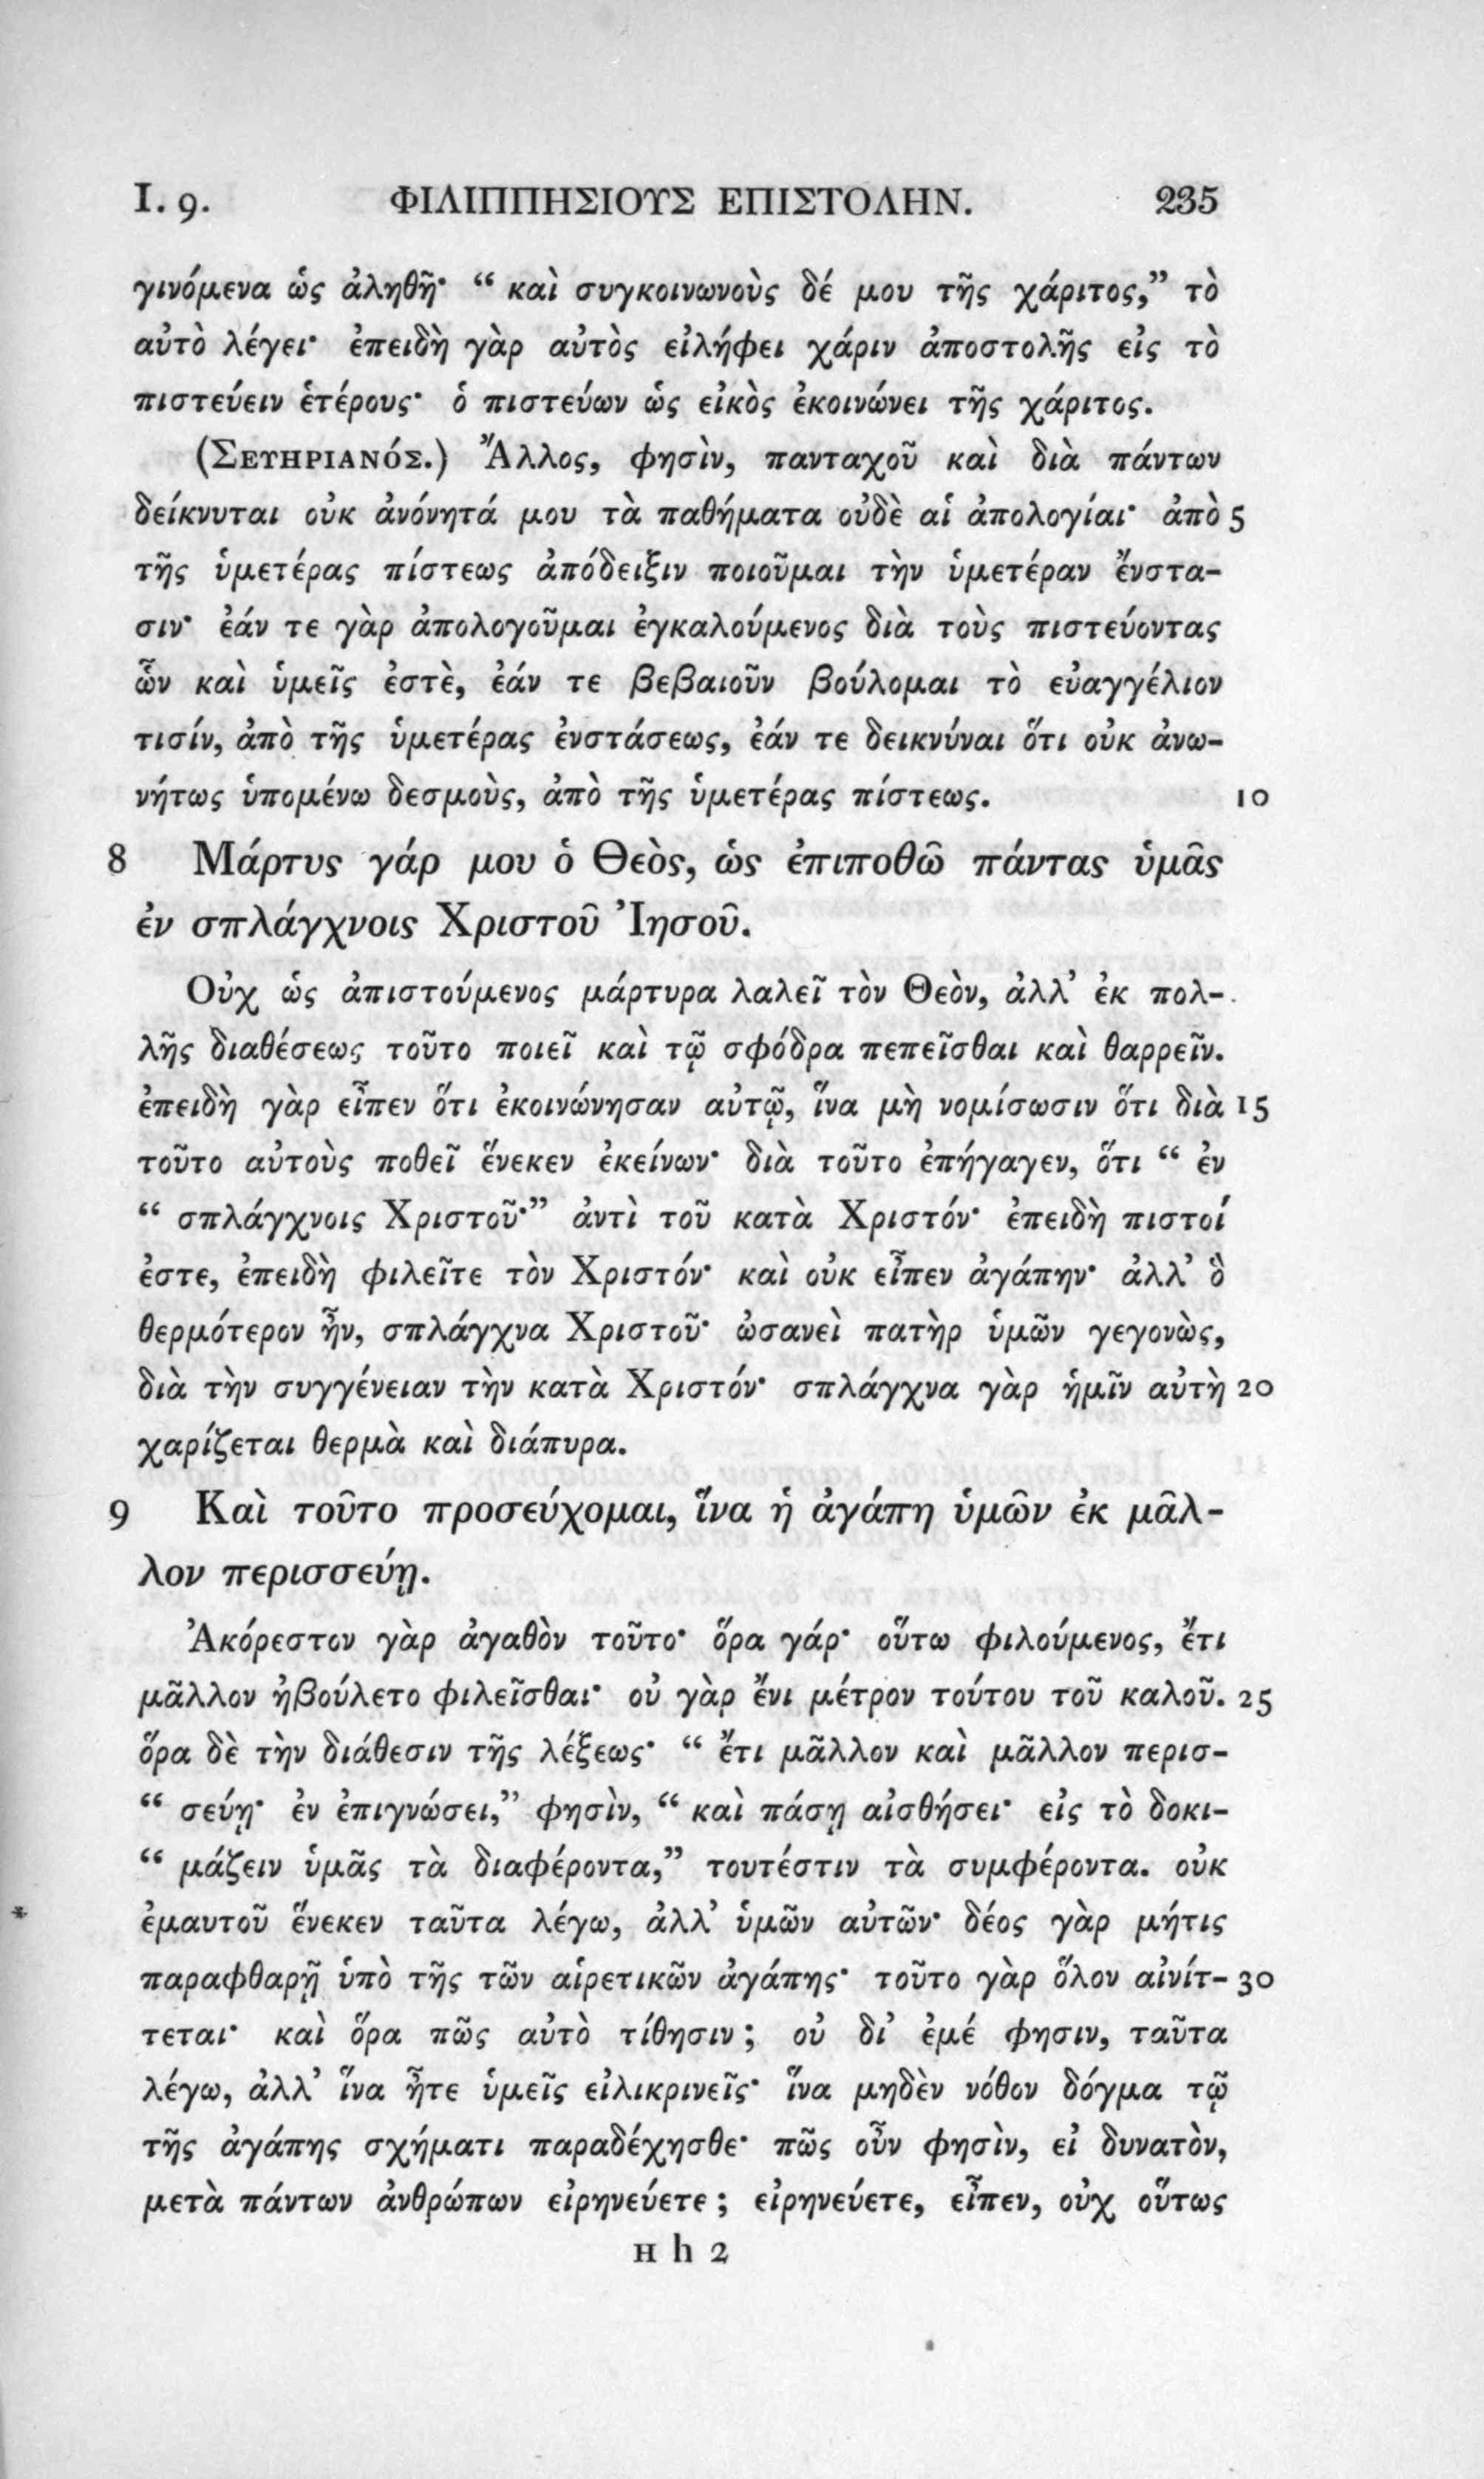 I. 9. ΦΙΛΙΠΠΗΣΙΟΥΣ ΕΠΙΣΤΟΛΗΝ. 235
γινόμενα ὡς ἀληθῆ· “ καὶ συγκοινωνοὺς δέ μου τῆς χάριτος,” τὸ
αὐτὸ λέγει· ἐπειδὴ γὰρ αὐτὸς εἰλήφει χάριν ἀποστολῆς εἰς τὸ
πιστεύειν ἑτέρους· ὁ πιστεύων ὡς εἰκὸς ἐκοινώνει τῆς χάριτος.
(ΣΕΥΗΡΙΑΝΌΣ.) Ἄλλος, φησὶν, πανταχοῦ καὶ διὰ πάντων
δείκνυται οὐκ ἀνόνητά μου τὰ παθήματα οὐδὲ αἱ ἀπολογίαι· ἀπὸ 5
τῆς ὑμετέρας πίστεως ἀπόδειξιν ποιοῦμαι τὴν ὑμετέραν ἔνστα-
σιν· ἐάν τε γὰρ ἀπολογοῦμαι ἐγκαλούμενος διὰ τοὺς πιστεύοντας
ὧν καὶ ὑμεῖς ἐστὲ, ἐάν τε βεβαιοῦν βούλομαι τὸ εὐαγγέλιον
τισίν, ἀπὸ τῆς ὑμετέρας ἐνστάσεως, ἐάν τε δεικνύναι ὅτι οὐκ ἀνω-
νήτως ὑπομένω δεσμοὺς, ἀπὸ τῆς ὑμετέρας πίστεως. 10
8 Μάρτυς γάρ μου ὁ Θεὸς, ὡς ἐπιποθῶ πάντας ὑμᾶς
ἐν σπλάγχνοις Χριστοῦ Ἰησοῦ.
Οὐχ ὡς ἀπιστούμενος μάρτυρα λαλεῖ τὸν Θεὸν, ἀλλ’ ἐκ πολ-
λῆς διαθέσεως τοῦτο ποιεῖ καὶ τῷ σφόδρα πεπεῖσθαι καὶ θαρρεῖν.
ἐπειδὴ γὰρ εἶπεν ὅτι ἐκοινώνησαν αὐτῷ, ἵνα μὴ νομίσωσιν ὅτι διὰ 15
τοῦτο αὐτοὺς ποθεῖ ἕνεκεν ἐκείνων· διὰ τοῦτο ἐπήγαγεν, ὅτι “ ἐν
“ σπλάγχνοις Χριστοῦ·” ἀντὶ τοῦ κατὰ Χριστόν· ἐπειδὴ πιστοί
ἐστε, ἐπειδὴ φιλεῖτε τὸν Χριστόν· καὶ οὐκ εἶπεν ἀγάπην· ἀλλ’ ὃ
θερμότερον ἦν, σπλάγχνα Χριστοῦ· ὡσανεὶ πατὴρ ὑμῶν γεγονὼς,
διὰ τὴν συγγένειαν τὴν κατὰ Χριστόν· σπλάγχνα γὰρ ἡμῖν αὐτὴ 20
χαρίζεται θερμὰ καὶ διάπυρα.
9 Καὶ τοῦτο προσεύχομαι, ἵνα ἡ ἀγάπη ὑμῶν ἐκ μᾶλ-
λον περισσεύῃ.
Ἀκόρεστον γὰρ ἀγαθὸν τοῦτο· ὅρα γάρ· οὕτω φιλούμενος, ἔτι
μᾶλλον ἠβούλετο φιλεῖσθαι· οὐ γὰρ ἔνι μέτρον τούτου τοῦ καλοῦ. 25
ὅρα δὲ τὴν διάθεσιν τῆς λέξεως· “ ἔτι μᾶλλον καὶ μᾶλλον περισ-
“ σεύῃ· ἐν ἐπιγνώσει,” φησὶν, “ καὶ πάσῃ αἰσθήσει· εἰς τὸ δοκι-
“ μάζειν ὑμᾶς τὰ διαφέροντα,” τουτέστιν τὰ συμφέροντα. οὐκ
ἐμαυτοῦ ἕνεκεν ταῦτα λέγω, ἀλλ’ ὑμῶν αὐτῶν· δέος γὰρ μήτις
παραφθαρῇ ὑπὸ τῆς τῶν αἱρετικῶν ἀγάπης· τοῦτο γὰρ ὅλον αἰνίτ- 30
τεται· καὶ ὅρα πῶς αὐτὸ τίθησιν; οὐ δι’ ἐμέ φησιν, ταῦτα
λέγω, ἀλλ’ ἵνα ἦτε ὑμεῖς εἰλικρινεῖς· ἵνα μηδὲν νόθον δόγμα τῷ
τῆς ἀγάπης σχήματι παραδέχησθε· πῶς οὖν φησὶν, εἰ δυνατὸν,
μετὰ πάντων ἀνθρώπων εἰρηνεύετε; εἰρηνεύετε, εἶπεν, οὐχ οὕτως
H h 2